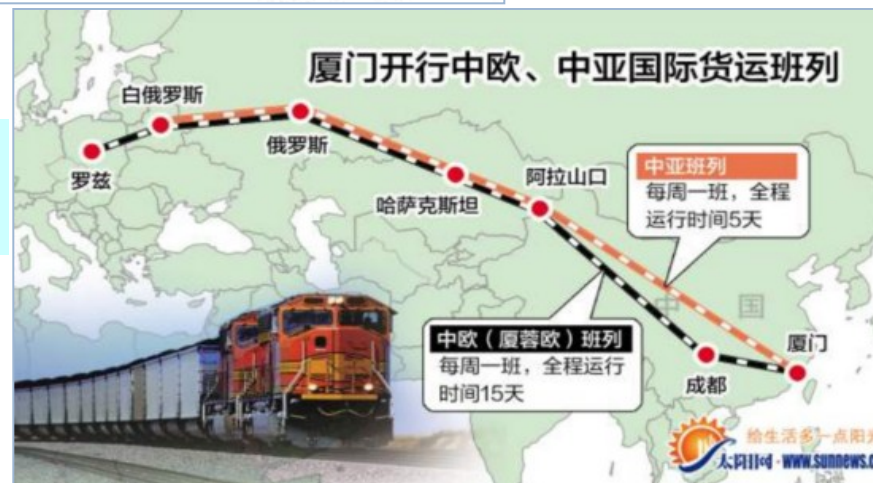 厦门开行中欧、中亚国际货运班列
白俄罗斯
俄罗斯
罗兹
哈萨克斯坦
阿拉山口
中亚班列
每周一班，全程
运行时间5天
中国
中欧（厦蓉欧）班列
每周一班，全程运行
时间15天
成都
厦门
给生活多一点阳光
www.sunnews.c